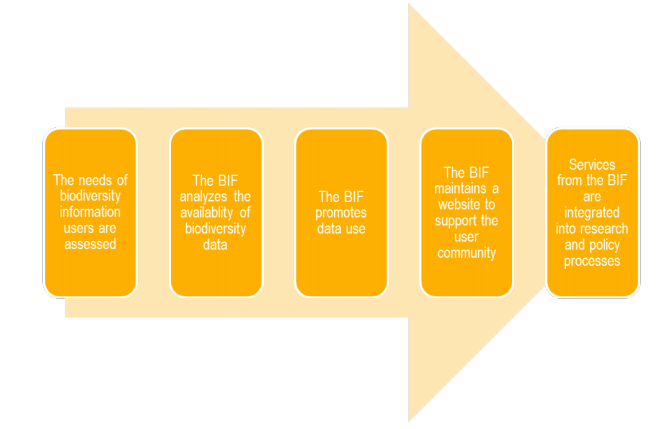 The needs of
biodiversity
information
users are
assessed
The BIF
analyzes the
availablity of
biodiversity
data
The BIF
promotes
data use
The BIF
maintains a
website to
support the
user
community
Services
from the BIF
are
integrated
into research
and policy
processes